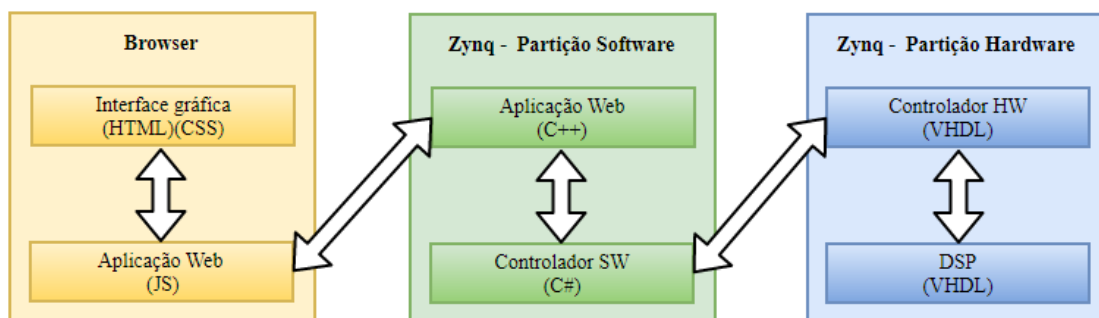 Browser
Interface gráfica
(HTML)(CSS)
Aplicação Web
(JS)
Zynq - Partição Software
Aplicação Web
(C++)
Controlador SW
(C#)
Zynq - Partição Hardware
Controlador HW
(VHDL)
DSP
(VHDL)